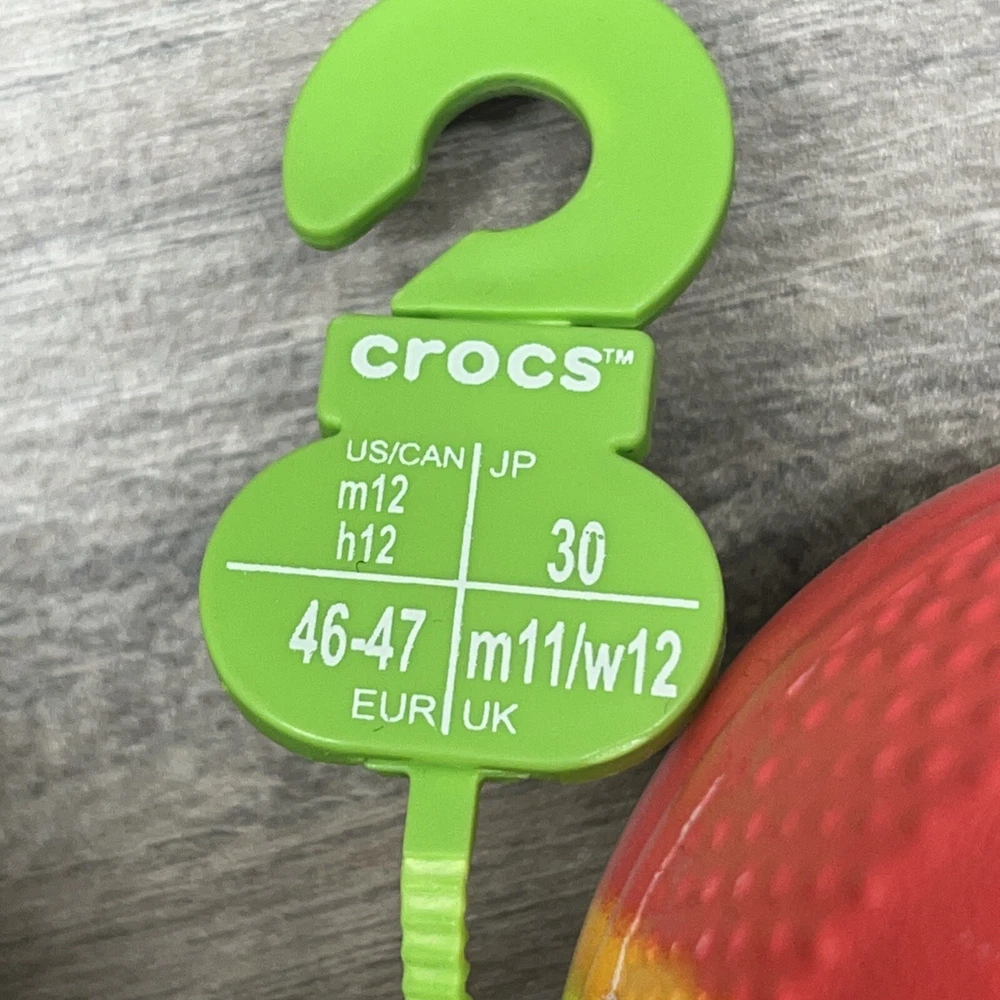 crocs™
US/CAN
m12
h12
JP
30
46-47
EUR
m11/w12
UK